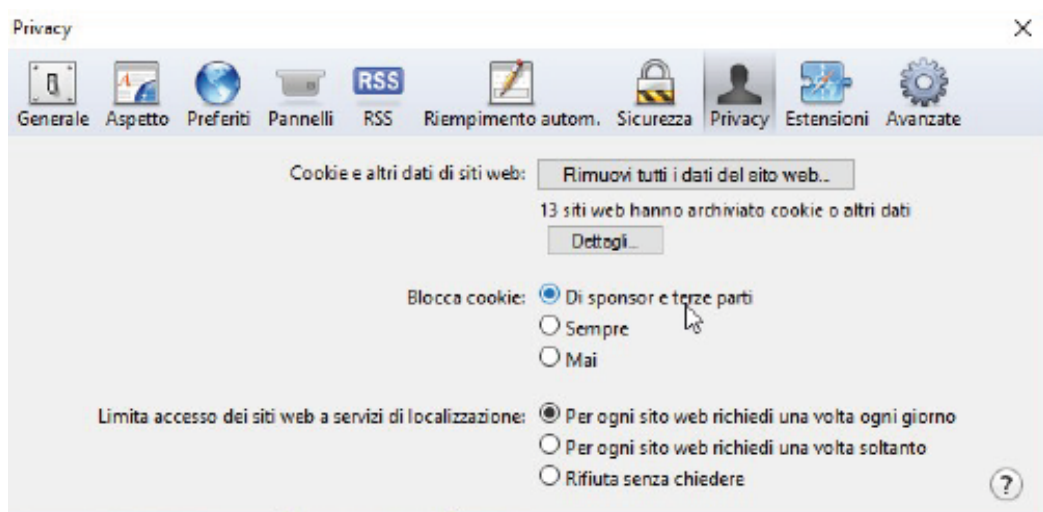 Privacy
Generale Aspetto Preferiti Pannelli RSS Riempimento autom. Sicurezza Privacy Estensioni Avanzate
Cookie e altri dati di siti web: Rimuovi tutti i dati del sito web...
13 siti web hanno archiviato cookie o altri dati
Dettagli...
Blocca cookie: Di sponsor e terze parti
Sempre
Mai
Limita accesso dei siti web a servizi di localizzazione: Per ogni sito web richiedi una volta ogni giorno
Per ogni sito web richiedi una volta soltanto
Rifiuta senza chiedere
?